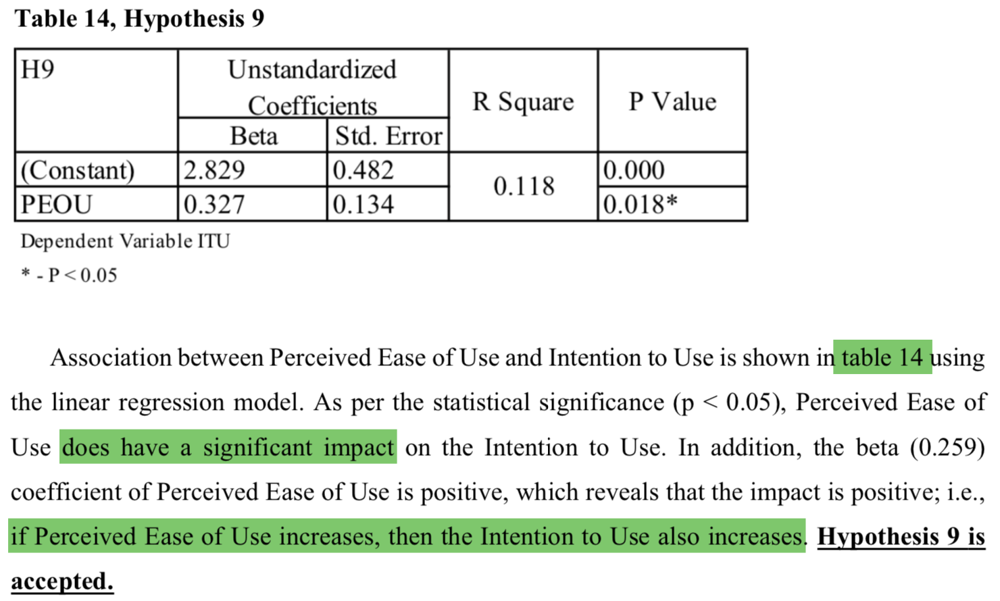 Table 14, Hypothesis 9
H9
Unstandardized
Coefficients
R Square
P Value
Beta
Std. Error
(Constant)
2.829
0.482
0.118
0.000
PEOU
0.327
0.134
0.018*
Dependent Variable ITU
* - P < 0.05
Association between Perceived Ease of Use and Intention to Use is shown in table 14 using
the linear regression model. As per the statistical significance (p < 0.05), Perceived Ease of
Use does have a significant impact on the Intention to Use. In addition, the beta (0.259)
coefficient of Perceived Ease of Use is positive, which reveals that the impact is positive; i.e.,
if Perceived Ease of Use increases, then the Intention to Use also increases. Hypothesis 9 is
accepted.